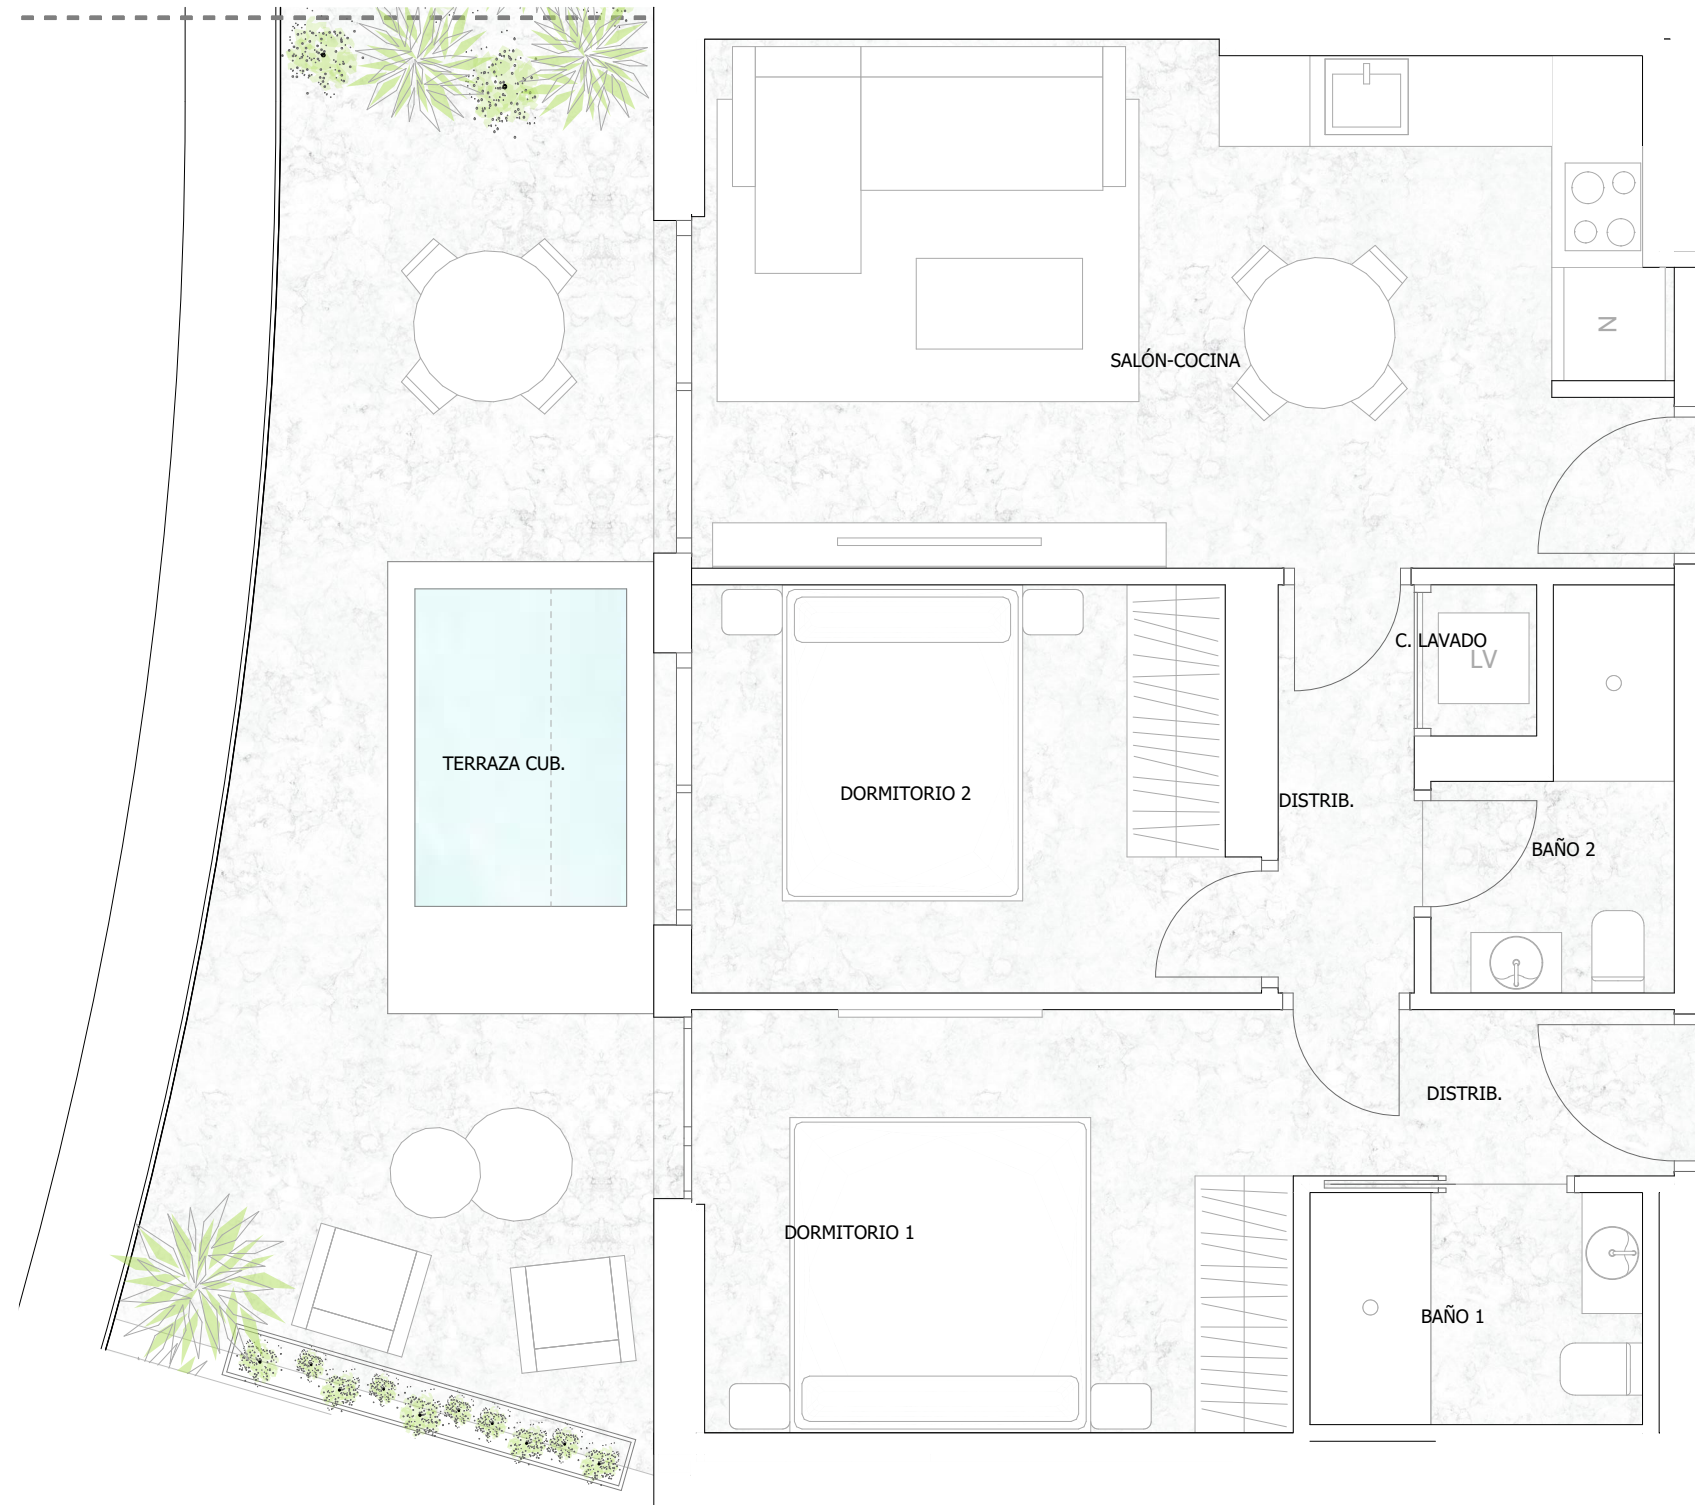 SALÓN-COCINA
N
C. LAVADO
LV
TERRAZA CUB.
DORMITORIO 2
DISTRIB.
BAÑO 2
DISTRIB.
DORMITORIO 1
BAÑO 1